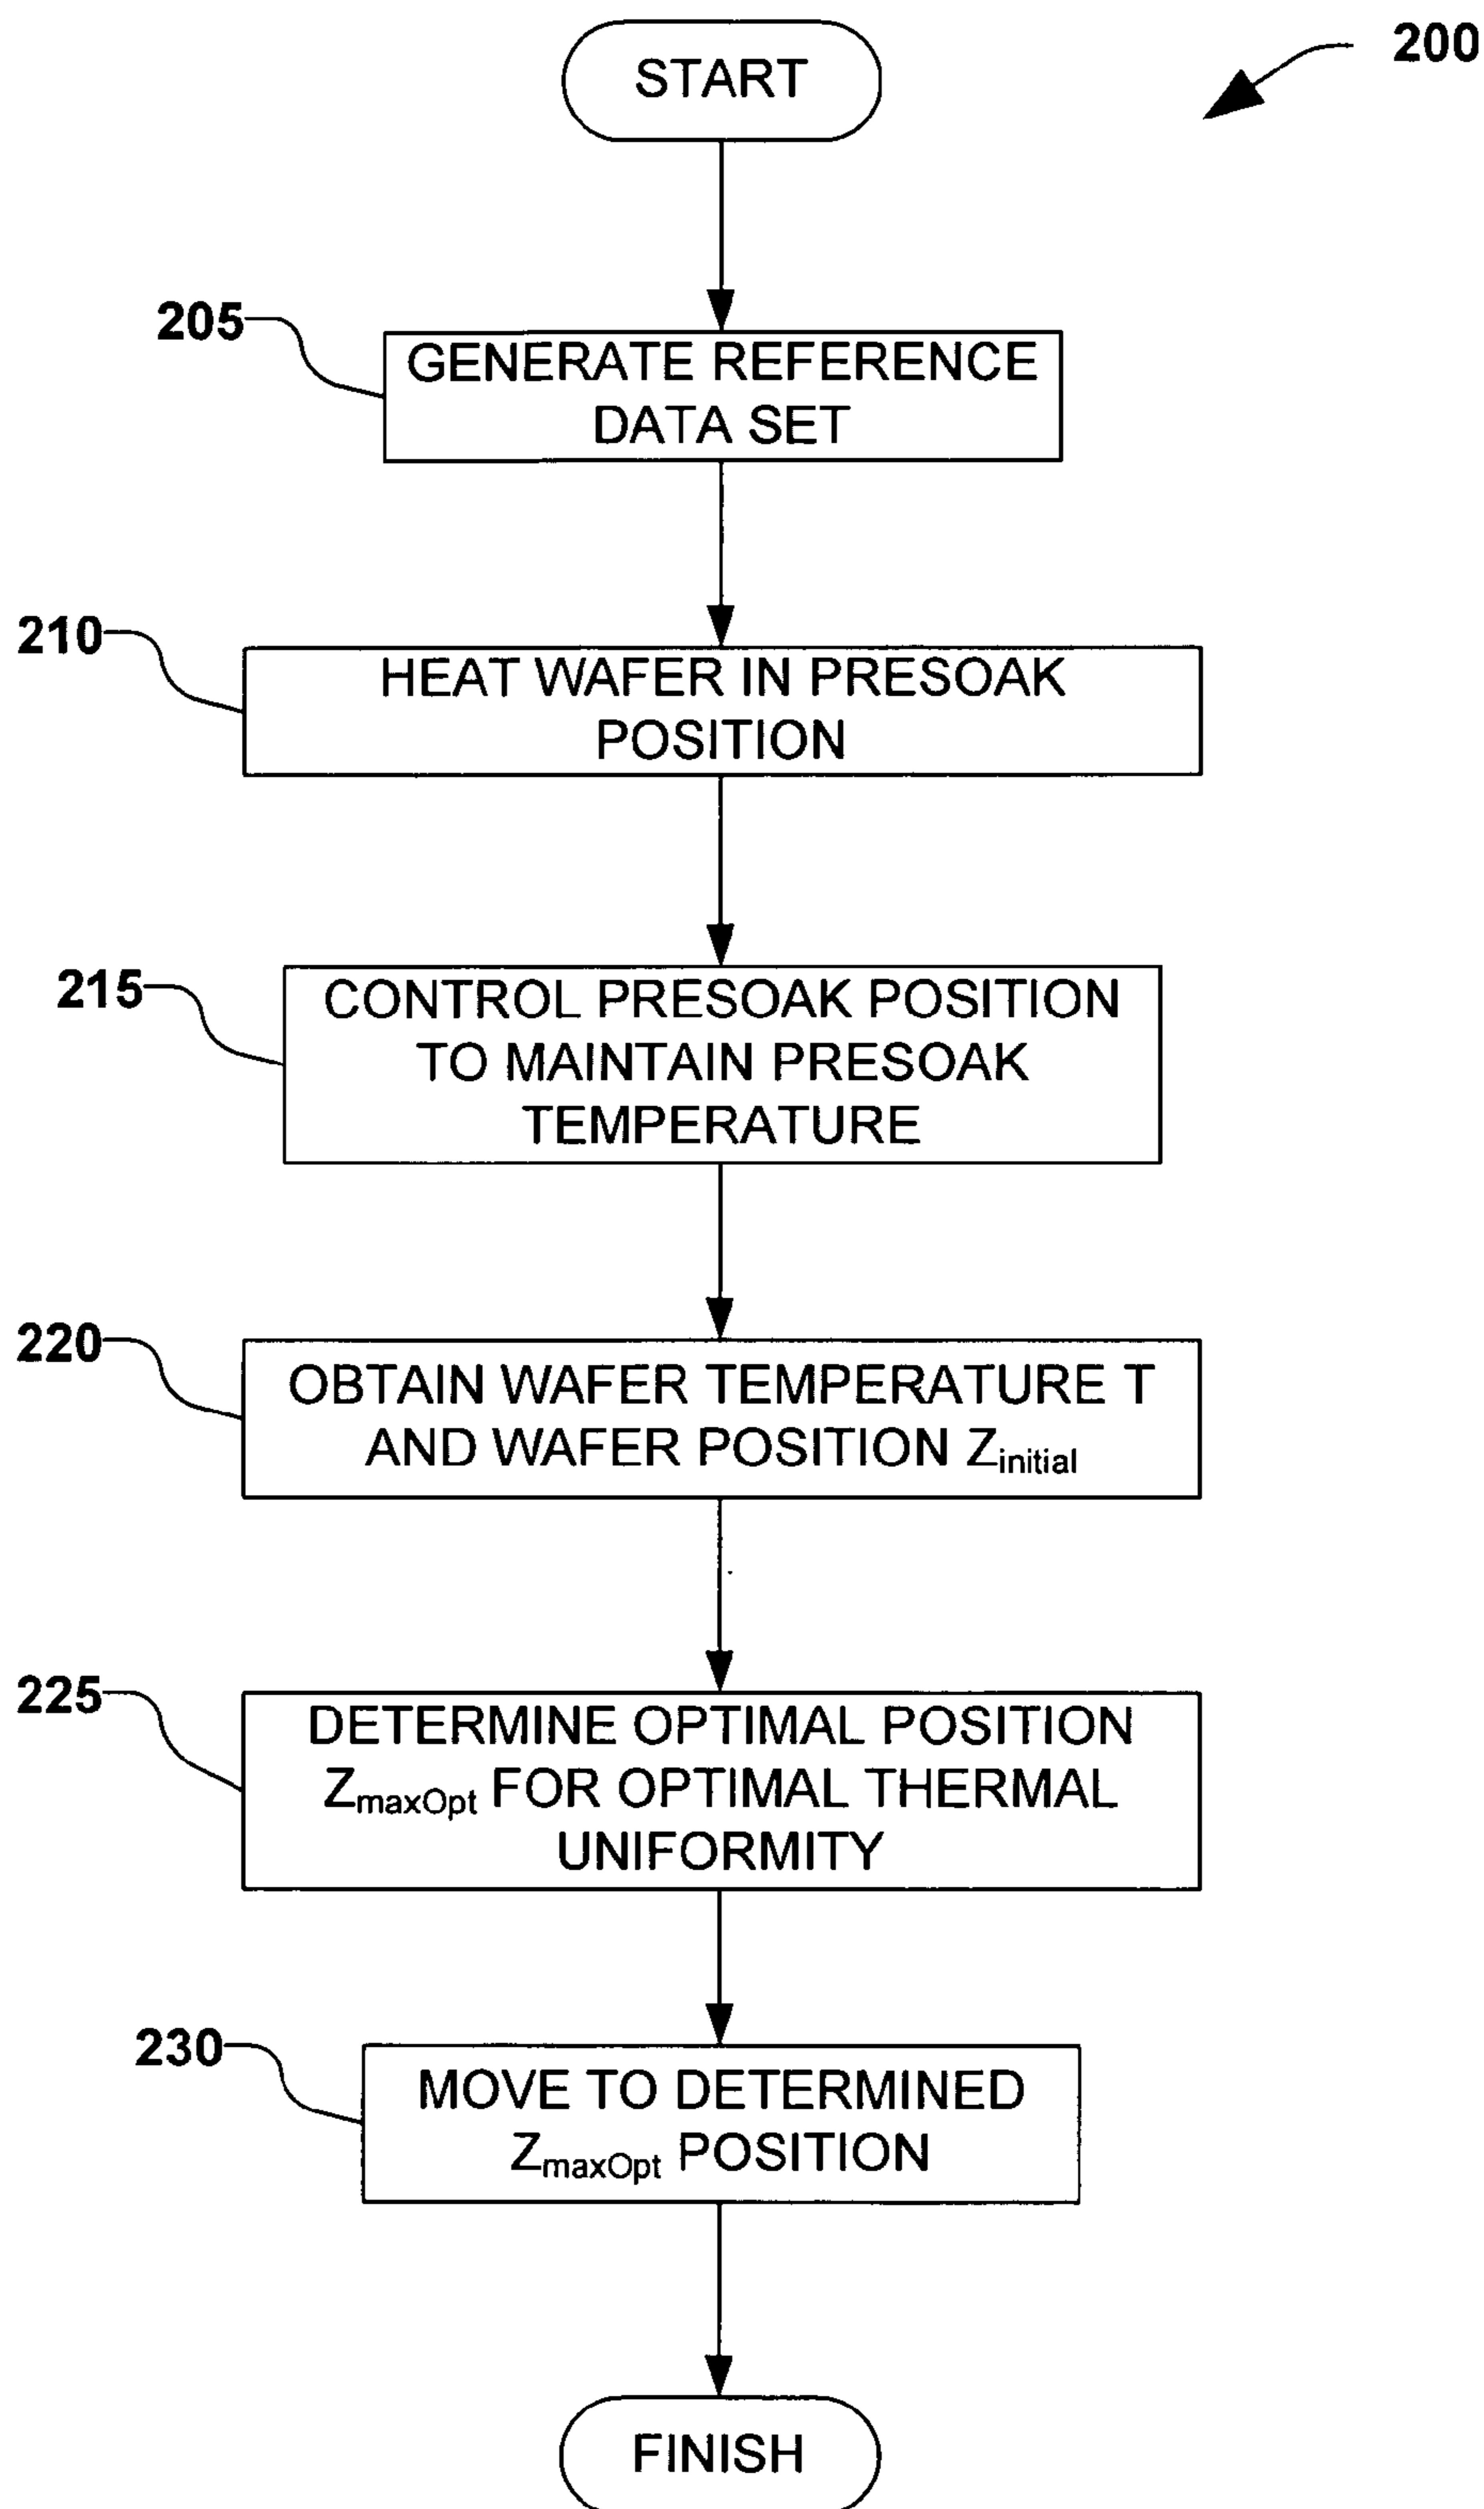 START
200
205
GENERATE REFERENCE
DATA SET
210
HEAT WAFER IN PRESOAK
POSITION
215
CONTROL PRESOAK POSITION
TO MAINTAIN PRESOAK
TEMPERATURE
220
OBTAIN WAFER TEMPERATURE T
AND WAFER POSITION Zinitial
225
DETERMINE OPTIMAL POSITION
ZmaxOpt FOR OPTIMAL THERMAL
UNIFORMITY
230
MOVE TO DETERMINED
ZmaxOpt POSITION
FINISH